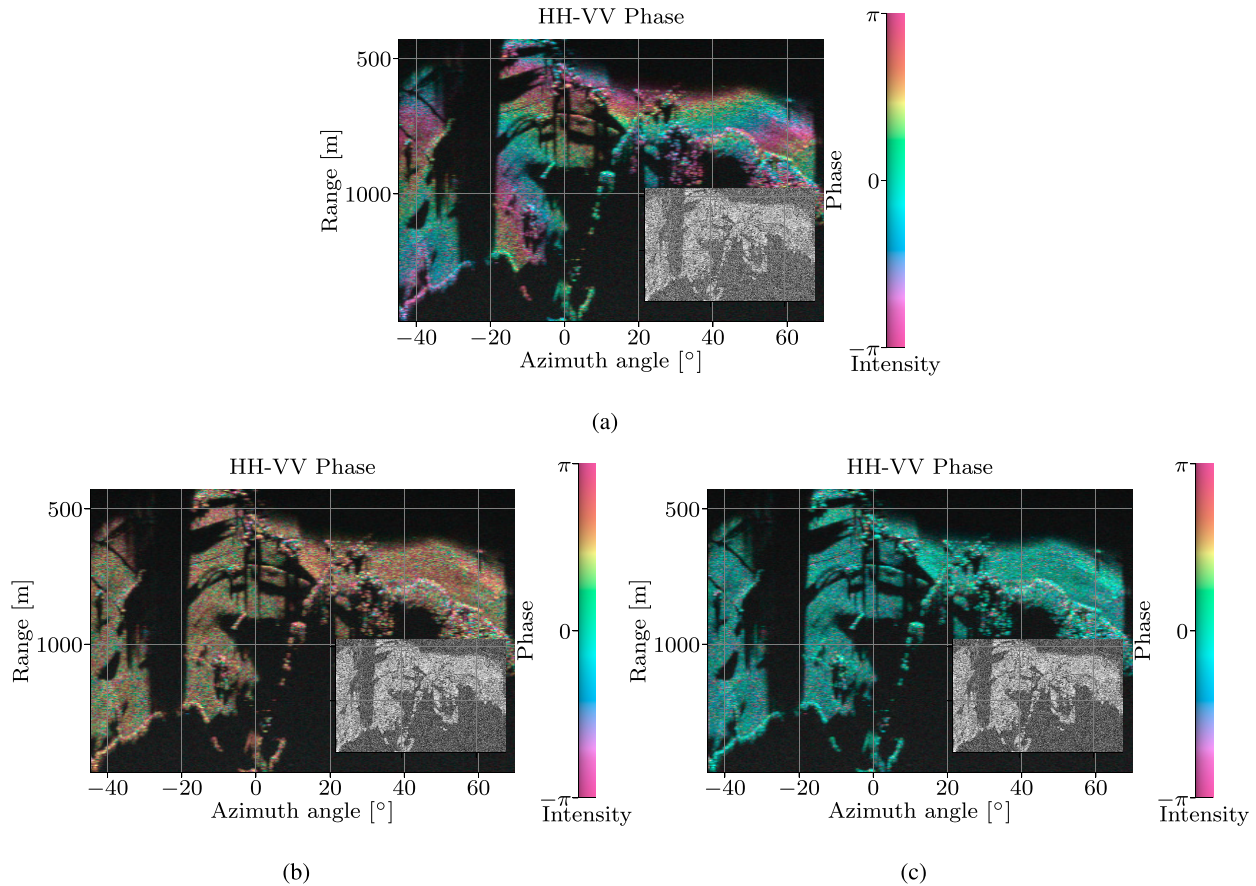 HH-VV Phase
π
500
Range [m]
1000
Phase
0
−40
−20
0
20
40
60
−π
Azimuth angle [°]
Intensity
(a)
HH-VV Phase
π
500
Range [m]
1000
Phase
0
−40
−20
0
20
40
60
−π
Azimuth angle [°]
Intensity
(b)
HH-VV Phase
π
500
Range [m]
1000
Phase
0
−40
−20
0
20
40
60
−π
Azimuth angle [°]
Intensity
(c)